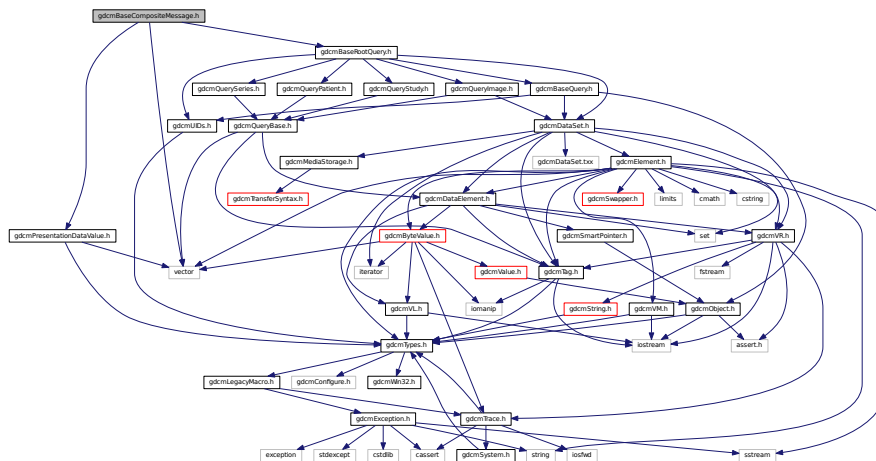 gdcmBaseCompositeMessage.h
gdcmBaseRootQuery.h
gdcmQuerySeries.h
gdcmQueryPatient.h
gdcmQueryStudy.h
gdcmQueryImage.h
gdcmBaseQuery.h
gdcmUIDs.h
gdcmQueryBase.h
gdcmDataSet.h
gdcmMediaStorage.h
gdcmDataSet.txx
gdcmElement.h
gdcmTransferSyntax.h
gdcmDataElement.h
gdcmSwapper.h
limits
cmath
cstring
gdcmPresentationDataValue.h
gdcmByteValue.h
gdcmSmartPointer.h
set
gdcmVR.h
vector
iterator
gdcmValue.h
gdcmTag.h
fstream
gdcmVL.h
iomanip
gdcmString.h
gdcmVM.h
gdcmObject.h
gdcmTypes.h
iostream
assert.h
gdcmLegacyMacro.h
gdcmConfigure.h
gdcmWin32.h
gdcmException.h
gdcmTrace.h
exception
stdexcept
cstdlib
cassert
gdcmSystem.h
string
iosfwd
sstream